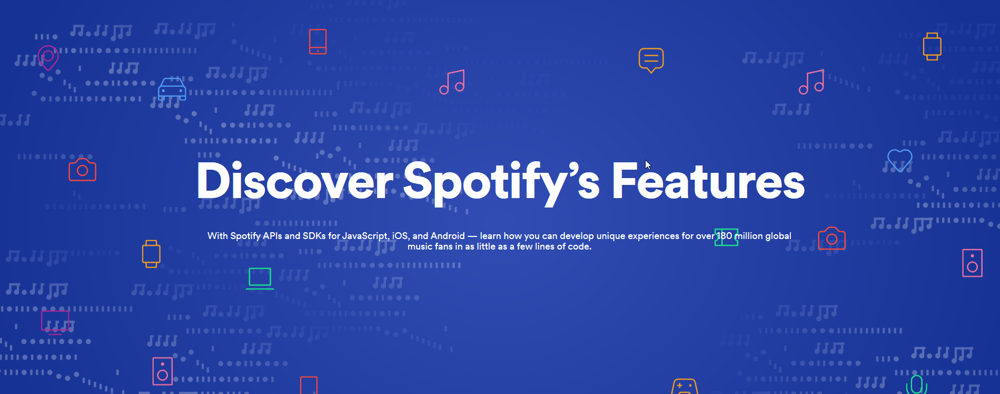 Discover Spotify’s Features
With Spotify APIs and SDKs for JavaScript, iOS, and Android — learn how you can develop unique experiences for over 180 million global
music fans in as little as a few lines of code.